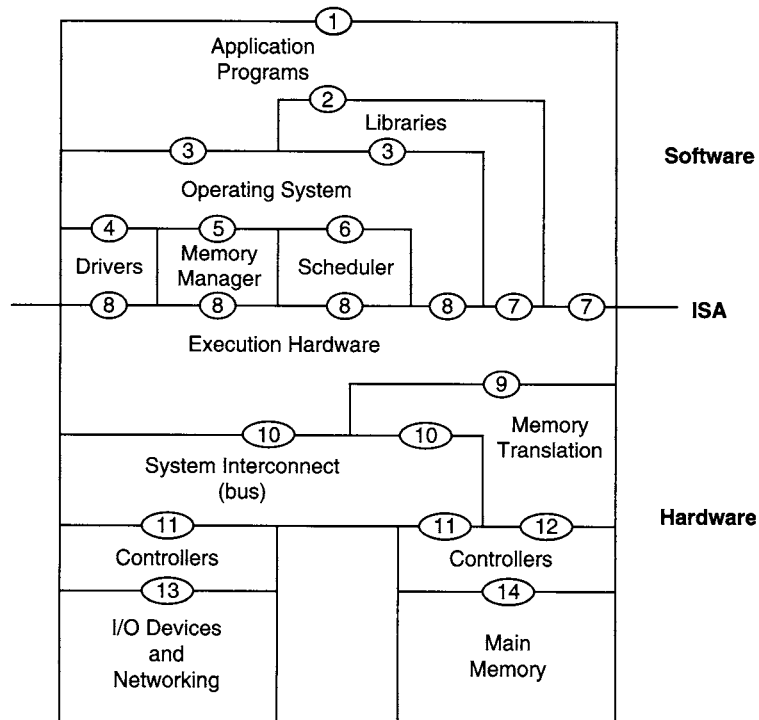 1
Application
Programs
2
Libraries
3
3
Software
Operating System
4
5
6
Drivers
Memory
Manager
Scheduler
8
8
8
8
7
7
ISA
Execution Hardware
9
Memory
Translation
10
10
System Interconnect
(bus)
11
11
12
Hardware
Controllers
Controllers
13
14
I/O Devices
and
Networking
Main
Memory